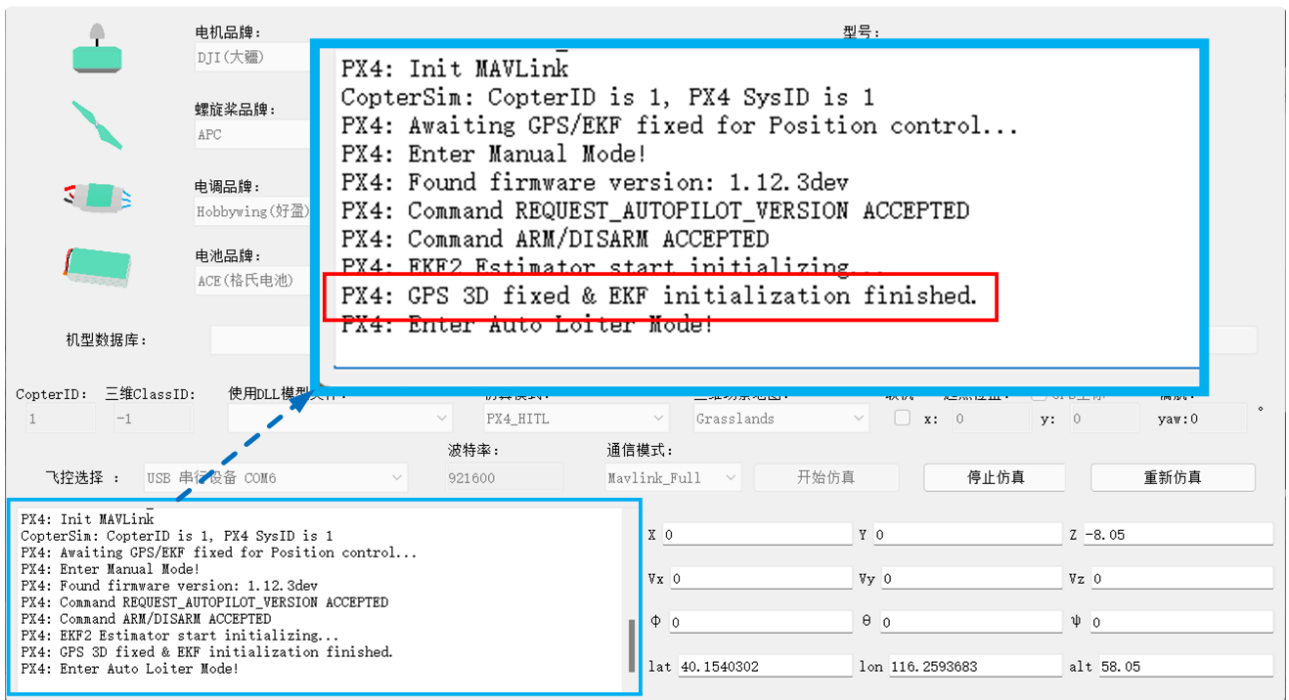 电机品牌:
型号:
DJI(大疆)
螺旋桨品牌:
APC
电调品牌:
Hobbywing(好盈)
电池品牌:
ACE(格氏电池)
机型数据库:
PX4: Init MAVLink
CopterSim: CopterID is 1, PX4 SysID is 1
PX4: Awaiting GPS/EKF fixed for Position control...
PX4: Enter Manual Mode!
PX4: Found firmware version: 1.12.3dev
PX4: Command REQUEST_AUTOPILOT_VERSION ACCEPTED
PX4: Command ARM/DISARM ACCEPTED
PX4: EKF2 Estimator start initializing...
PX4: GPS 3D fixed & EKF initialization finished.
PX4: Enter Auto Loiter Mode!
CopterID: 三维ClassID: 使用DLL模型
1 -1 PX4_HITL Grasslands x: 0 y: 0 yaw:0 °
波特率: 通信模式:
飞控选择 : USB 串行设备 COM6 921600 Mavlink_Full 开始仿真 停止仿真 重新仿真
PX4: Init MAVLink
CopterSim: CopterID is 1, PX4 SysID is 1
PX4: Awaiting GPS/EKF fixed for Position control...
PX4: Enter Manual Mode!
PX4: Found firmware version: 1.12.3dev
PX4: Command REQUEST_AUTOPILOT_VERSION ACCEPTED
PX4: Command ARM/DISARM ACCEPTED
PX4: EKF2 Estimator start initializing...
PX4: GPS 3D fixed & EKF initialization finished.
PX4: Enter Auto Loiter Mode!
X 0 Y 0 Z -8.05
Vx 0 Vy 0 Vz 0
Φ 0 θ 0 ψ 0
lat 40.1540302 lon 116.2593683 alt 58.05